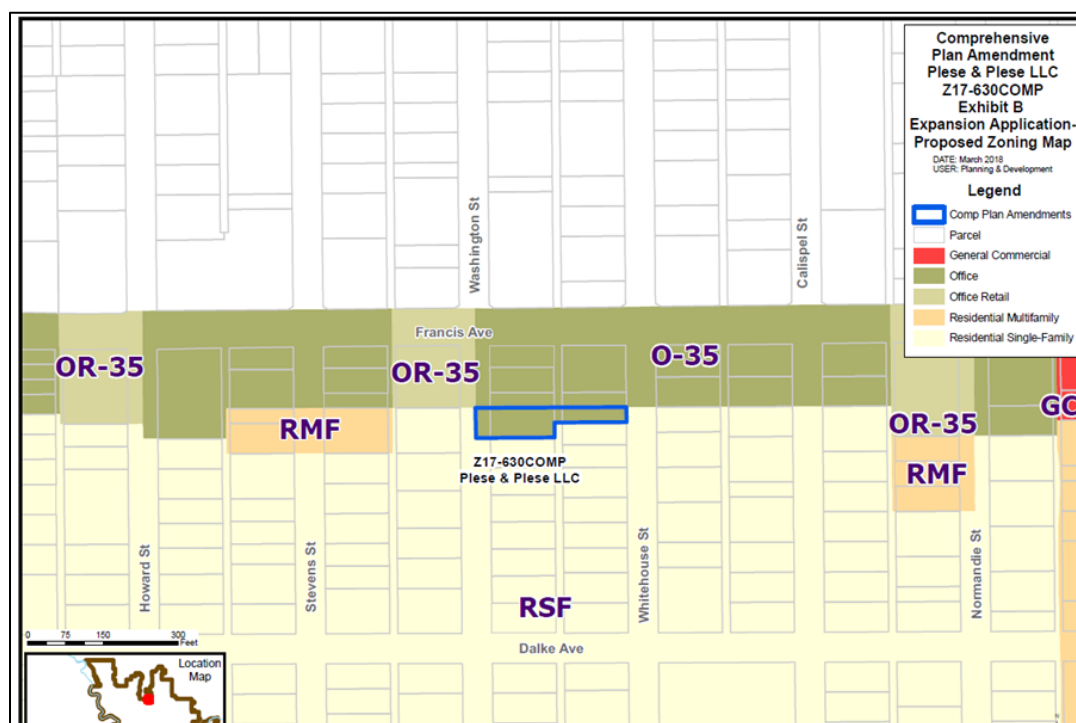 Comprehensive
Plan Amendment
Plese & Plese LLC
Z17-630COMP
Exhibit B
Expansion Application-
Proposed Zoning Map
DATE: March 2018
USER: Planning & Development
Legend
Comp Plan Amendments
Parcel
General Commercial
Office
Office Retail
Residential Multifamily
Residential Single-Family
Washington St
Calispel St
Francis Ave
OR-35
OR-35
O-35
GC
OR-35
RMF
RMF
Z17-630COMP
Plese & Plese LLC
Howard St
Stevens St
Whitehouse St
Normandie St
RSF
0 75 150 300
Feet
Dalke Ave
Location
Map